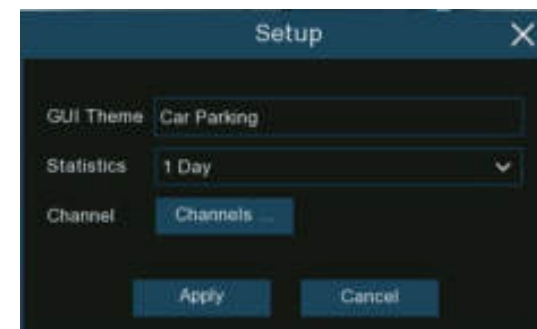 Setup
GUI Theme Car Parking
Statistics 1 Day
Channel Channels ...
Apply Cancel